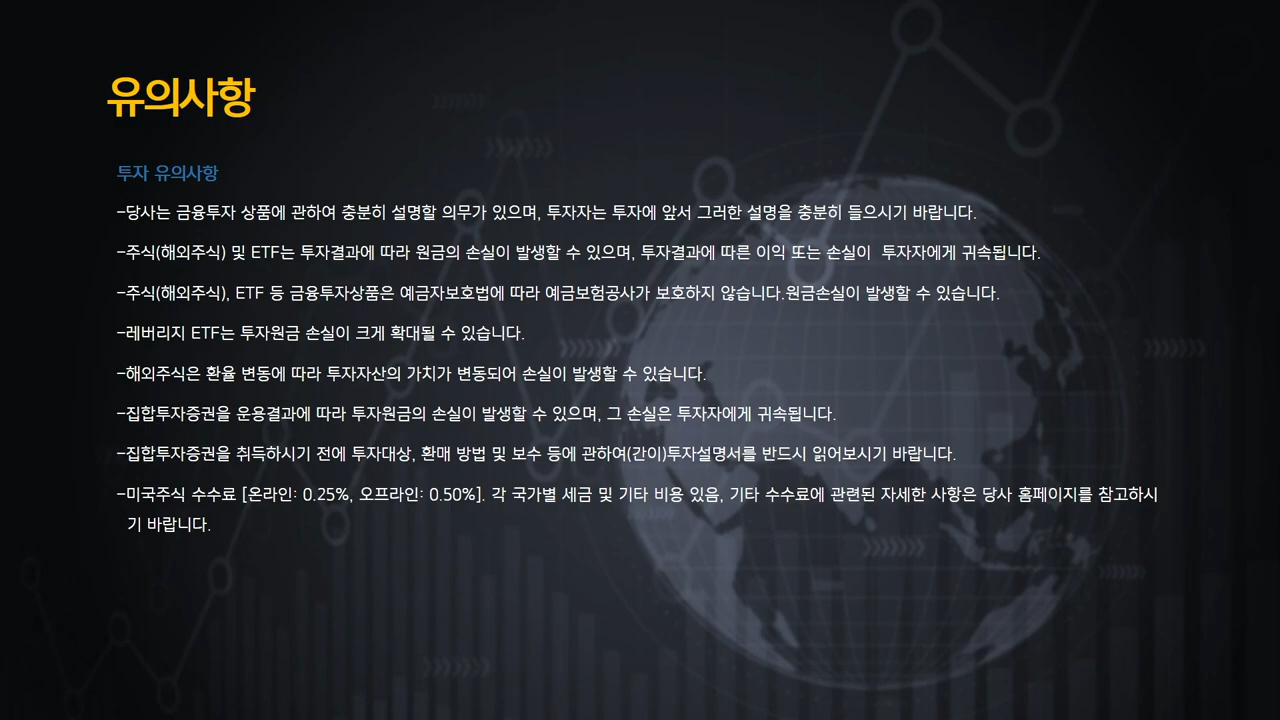 유의사항
투자 유의사항
-당사는 금융투자 상품에 관하여 충분히 설명할 의무가 있으며, 투자자는 투자에 앞서 그러한 설명을 충분히 들으시기 바랍니다.
-주식(해외주식) 및 ETF는 투자결과에 따라 원금의 손실이 발생할 수 있으며, 투자결과에 따른 이익 또는 손실이  투자자에게 귀속됩니다.
-주식(해외주식), ETF 등 금융투자상품은 예금자보호법에 따라 예금보험공사가 보호하지 않습니다.원금손실이 발생할 수 있습니다.
-레버리지 ETF는 투자원금 손실이 크게 확대될 수 있습니다.
-해외주식은 환율 변동에 따라 투자자산의 가치가 변동되어 손실이 발생할 수 있습니다.
-집합투자증권을 운용결과에 따라 투자원금의 손실이 발생할 수 있으며, 그 손실은 투자자에게 귀속됩니다.
-집합투자증권을 취득하시기 전에 투자대상, 환매 방법 및 보수 등에 관하여(간이)투자설명서를 반드시 읽어보시기 바랍니다.
-미국주식 수수료 [온라인: 0.25%, 오프라인: 0.50%]. 각 국가별 세금 및 기타 비용 있음, 기타 수수료에 관련된 자세한 사항은 당사 홈페이지를 참고하시
기 바랍니다.